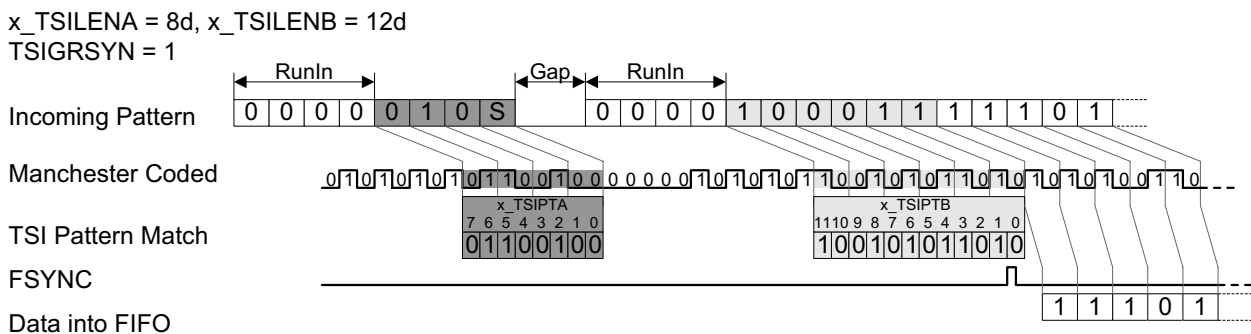 x_TSILENA = 8d, x_TSILENB = 12d
TSIGRSYN = 1
RunIn Gap RunIn
Incoming Pattern 0 0 0 0 0 1 0 S 0 0 0 0 1 0 0 0 1 1 1 1 1 0 1
Manchester Coded 0 1 0 1 0 1 0 1 0 1 1 0 0 1 0 0 0 0 0 0 0 1 0 1 0 1 0 1 1 0 0 1 0 1 0 1 1 0 1 0 1 0 1 0 1 0 0 1 1 0
x_TSIPTA x_TSIPTB
7 6 5 4 3 2 1 0 11 10 9 8 7 6 5 4 3 2 1 0
TSI Pattern Match 0 1 1 0 0 1 0 0 1 0 0 1 0 1 0 1 1 0 1 0
FSYNC
Data into FIFO 1 1 1 0 1